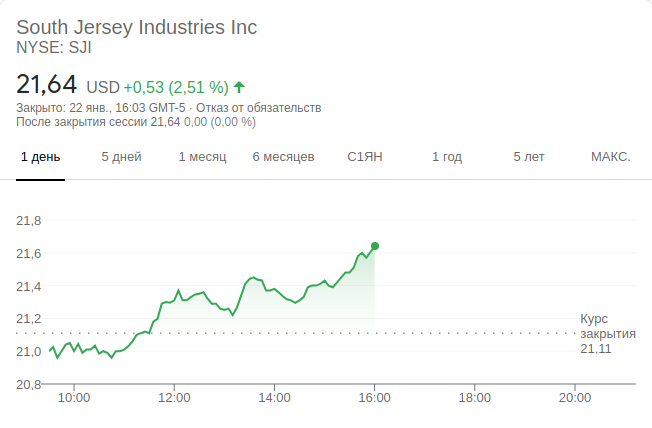 South Jersey Industries Inc
NYSE: SJI
21,64 USD +0,53 (2,51 %)
Закрыто: 22 янв., 16:03 GMT-5 · Отказ от обязательств
После закрытия сессии 21,64 0,00 (0,00 %)
1 день 5 дней 1 месяц 6 месяцев С1ЯН 1 год 5 лет МАКС.
21,8
21,6
21,4
21,2
21,0
20,8
Курс
закрытия
21,11
10:00 12:00 14:00 16:00 18:00 20:00